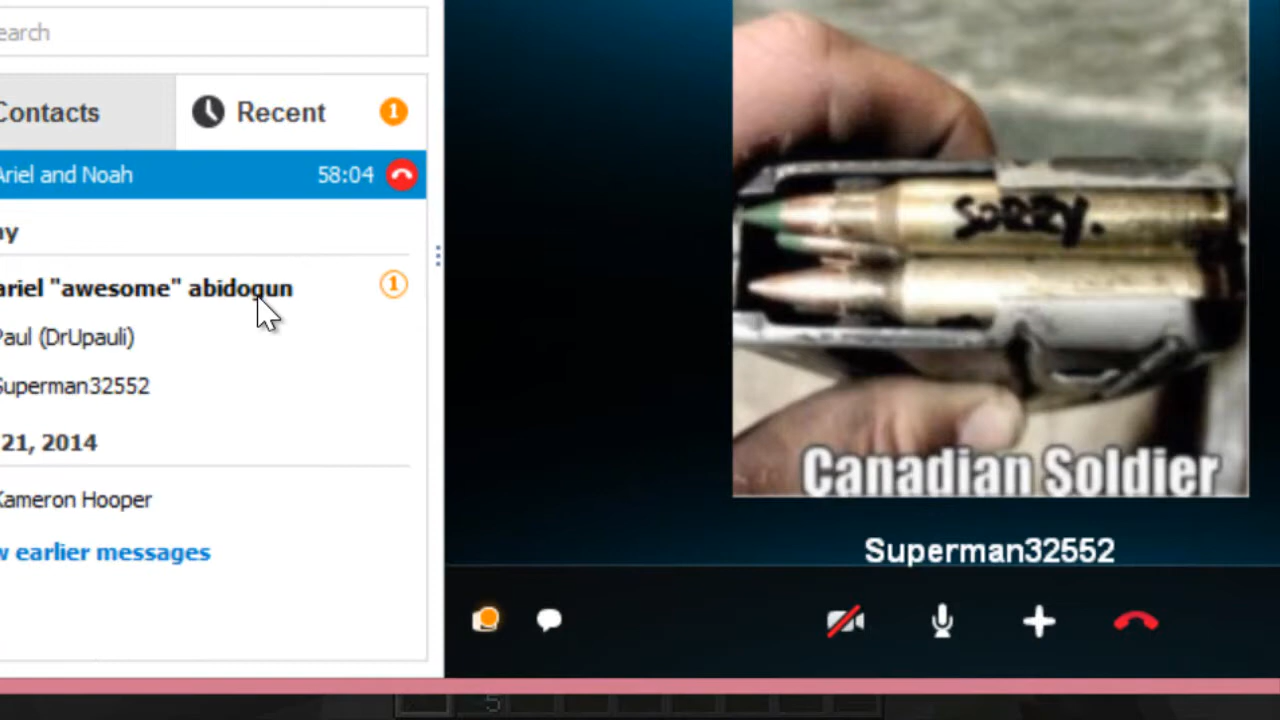 earch
Contacts
Recent
1
Ariel and Noah
58:04
ay
ariel "awesome" abidogun
1
Paul (DrUpauli)
Superman32552
21, 2014
Kameron Hooper
w earlier messages
SORRY.
Canadian Soldier
Superman32552
5